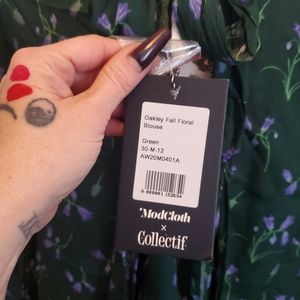 Oakley Fall Floral
Blouse
Green
30-M-12
AW20M0401A
ModCloth
x
Collectif